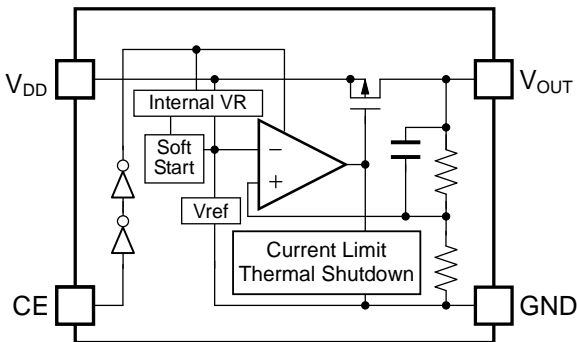 VDD
VOUT
Internal VR
Soft
Start
−
+
Vref
Current Limit
Thermal Shutdown
CE
GND